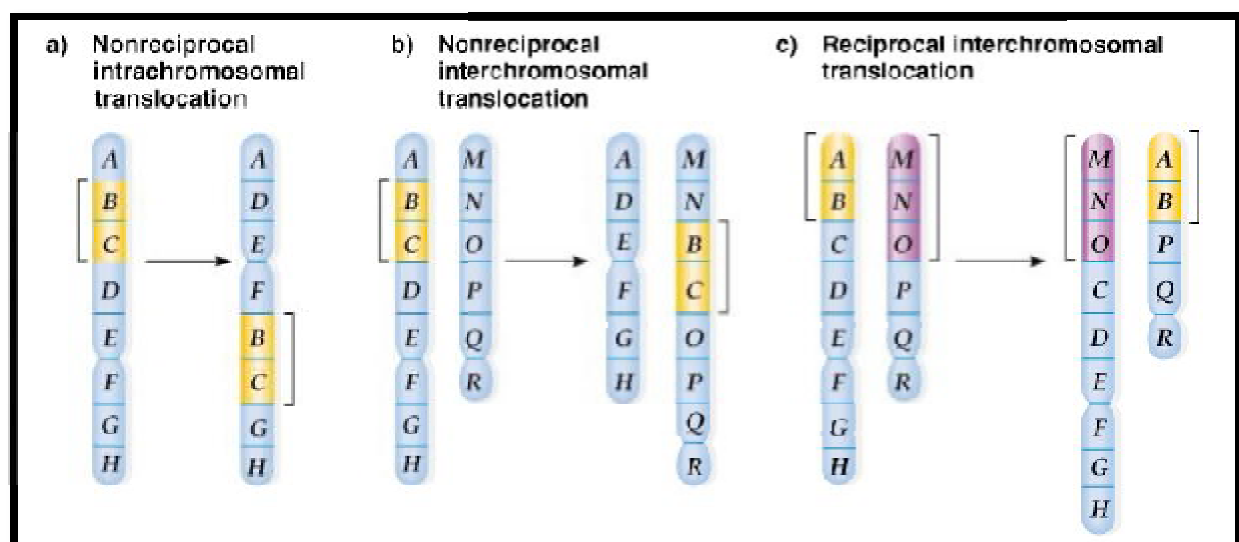 a) Nonreciprocal
intrachromosomal
translocation
A
B
C
D
E
F
G
H
A
D
E
F
B
C
G
H
b) Nonreciprocal
interchromosomal
translocation
A
B
C
D
E
F
G
H
M
N
O
P
Q
R
A
D
E
F
G
H
M
N
B
C
O
P
Q
R
c) Reciprocal interchromosomal
translocation
A
B
C
D
E
F
G
H
M
N
O
P
Q
R
M
N
O
C
D
E
F
G
H
A
B
P
Q
R